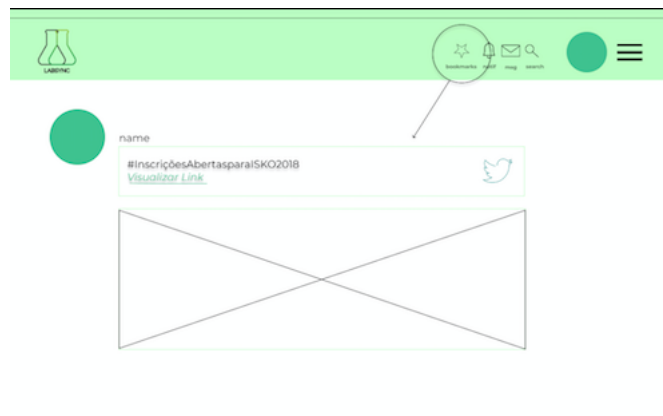 LABSYNC
bookmarks notif msg search
name
#InscriçõesAbertasparaISKO2018
Visualizar Link